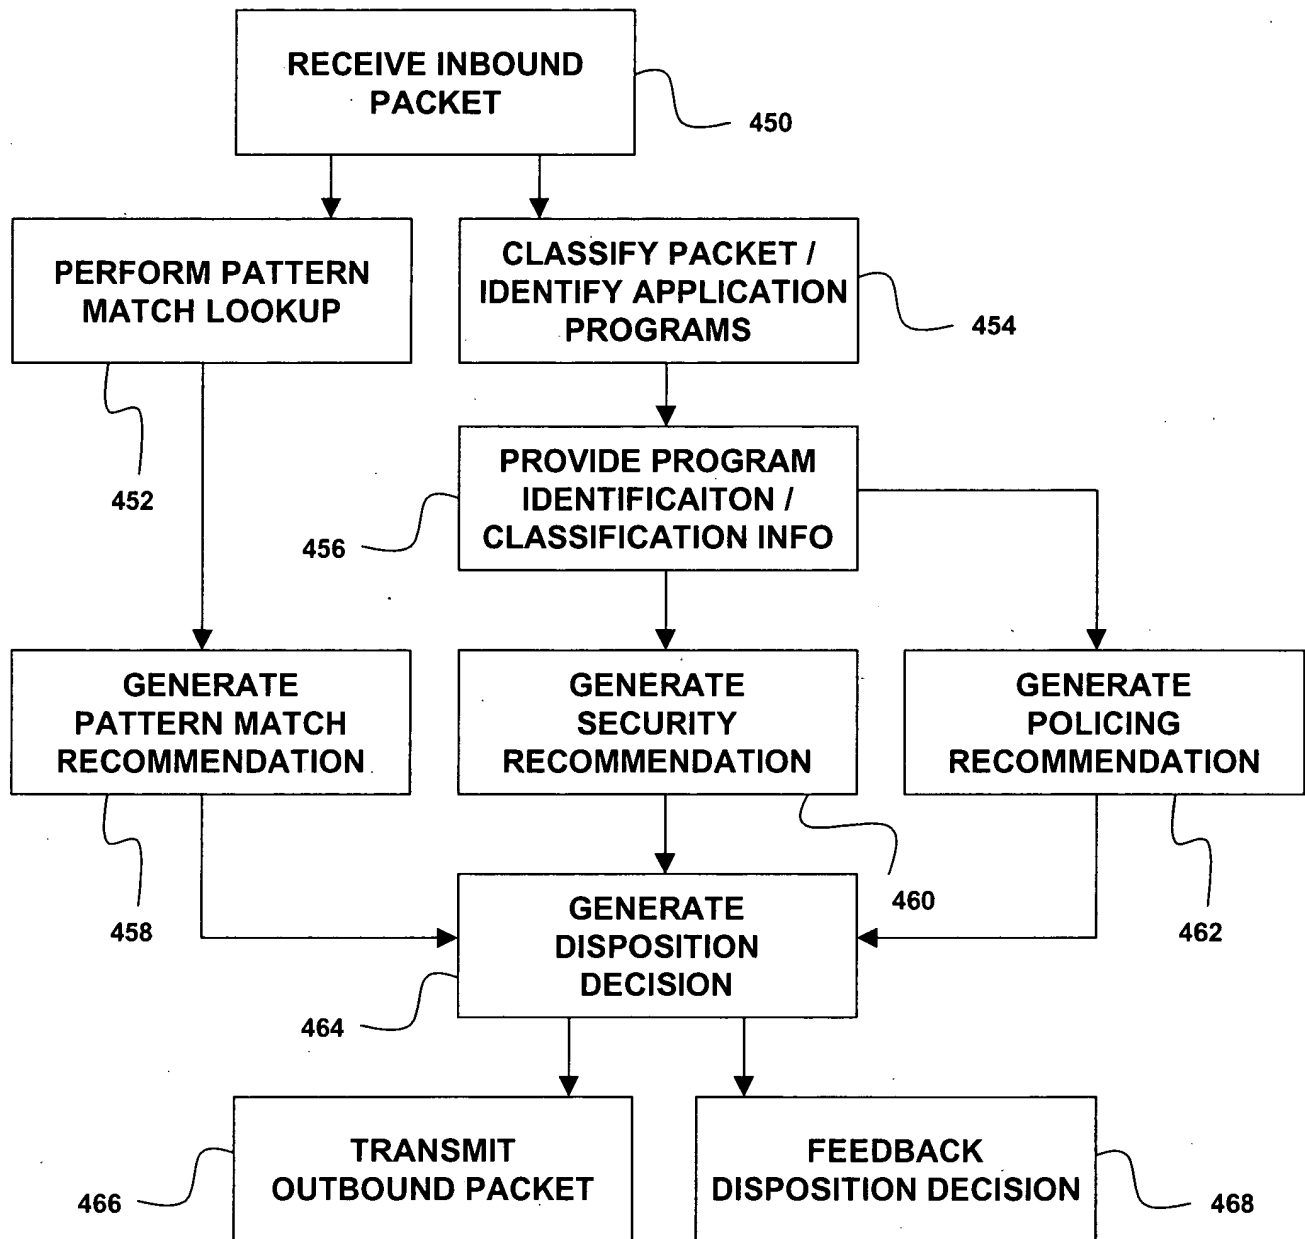 RECEIVE INBOUND
PACKET
450
PERFORM PATTERN
MATCH LOOKUP
452
CLASSIFY PACKET /
IDENTIFY APPLICATION
PROGRAMS
454
PROVIDE PROGRAM
IDENTIFICAITON /
CLASSIFICATION INFO
456
GENERATE
PATTERN MATCH
RECOMMENDATION
458
GENERATE
SECURITY
RECOMMENDATION
460
GENERATE
POLICING
RECOMMENDATION
462
GENERATE
DISPOSITION
DECISION
464
TRANSMIT
OUTBOUND PACKET
466
FEEDBACK
DISPOSITION DECISION
468